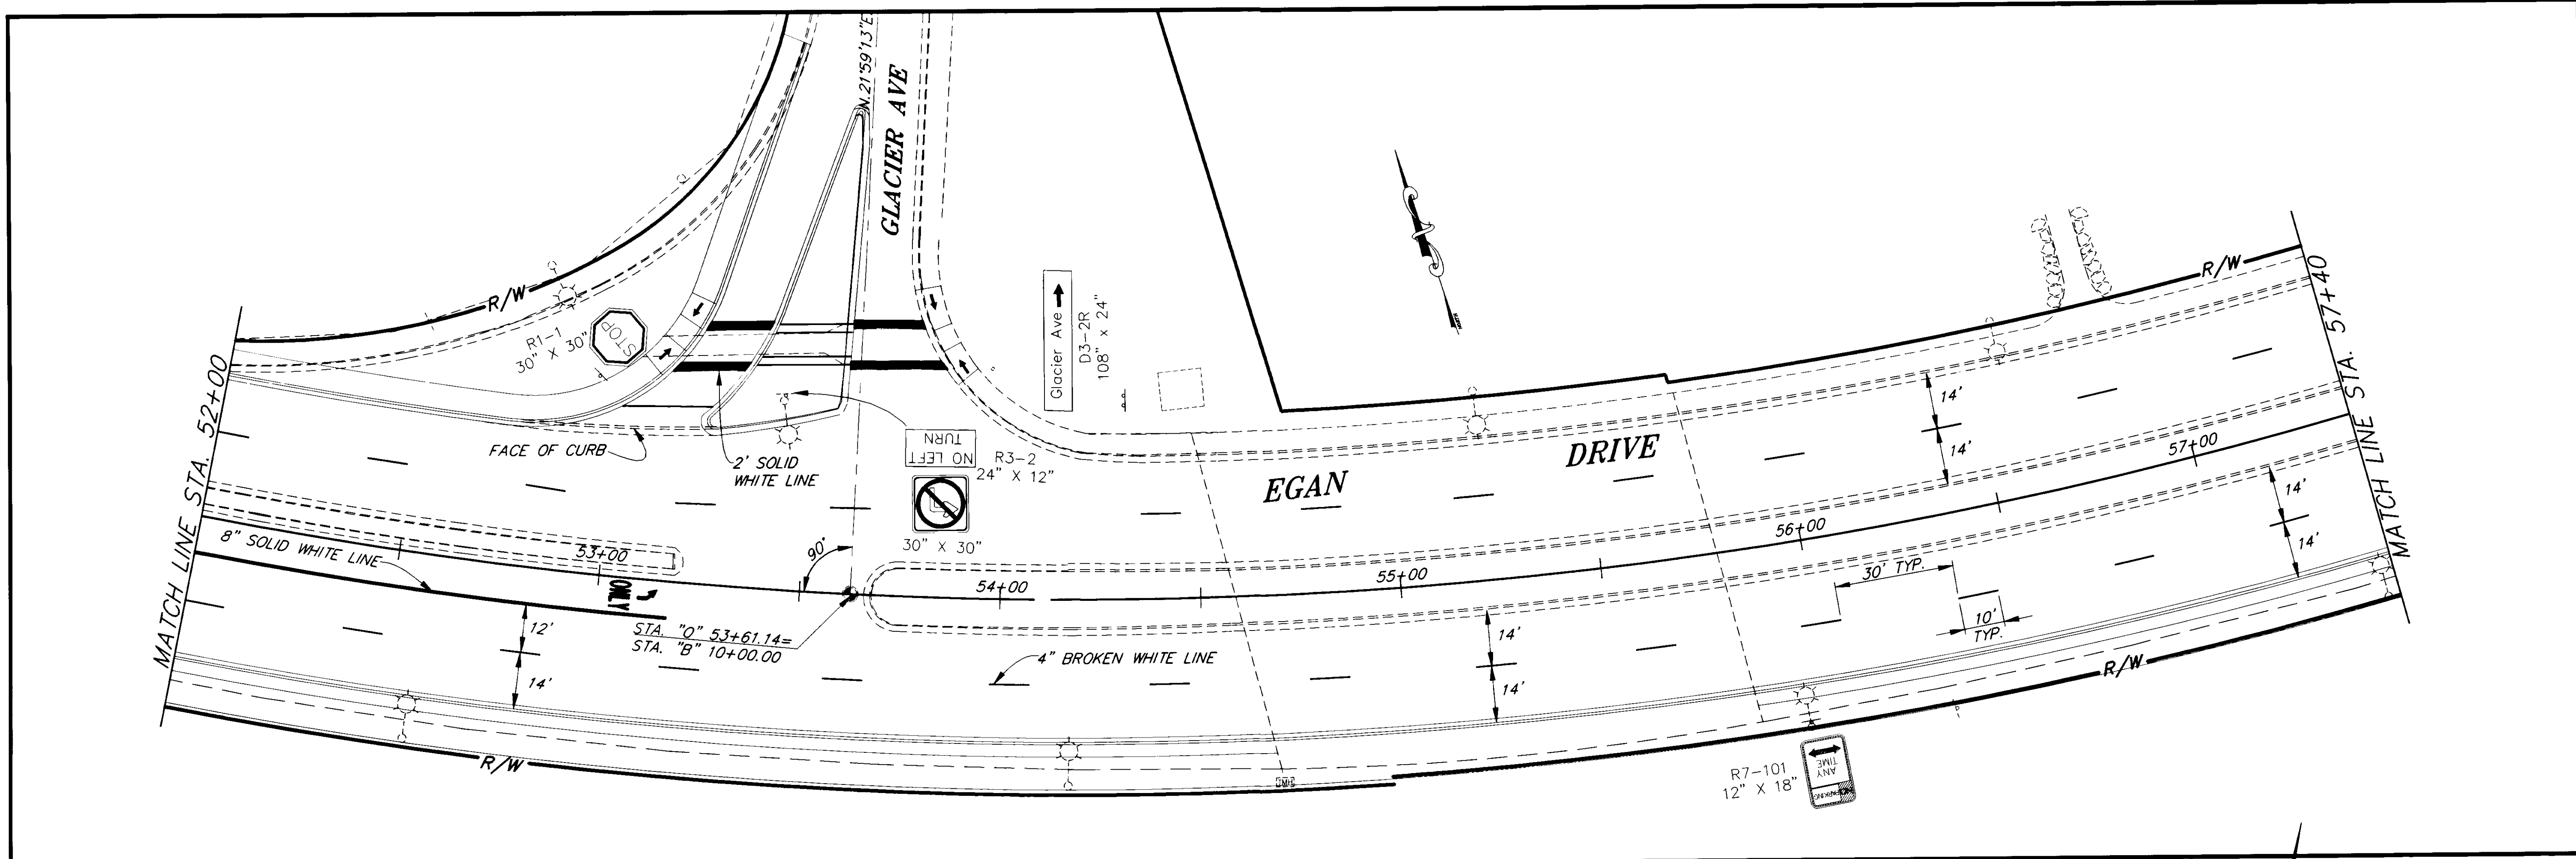 N.21°59'13"E.
GLACIER AVE
R/W
R1-1
30" X 30"
STOP
Glacier Ave
D3-2R
108" x 24"
NORTH
R/W
MATCH LINE STA. 52+00
MATCH LINE STA. 57+40
FACE OF CURB
2' SOLID
WHITE LINE
NO LEFT
TURN
R3-2
24" X 12"
30" X 30"
EGAN
DRIVE
14'
14'
57+00
56+00
55+00
54+00
53+00
90°
8" SOLID WHITE LINE
ONLY
12'
14'
STA. "O" 53+61.14=
STA. "B" 10+00.00
4" BROKEN WHITE LINE
14'
14'
30' TYP.
10'
TYP.
14'
14'
R/W
R/W
R7-101
12" X 18"
NO PARKING
ANY
TIME
MH